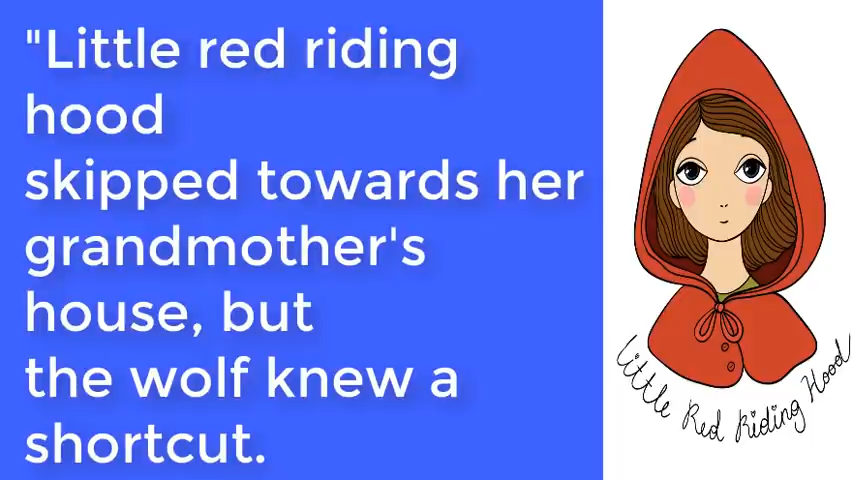 "Little red riding
hood
skipped towards her
grandmother's
house, but
the wolf knew a
shortcut.
Little Red Riding Hood